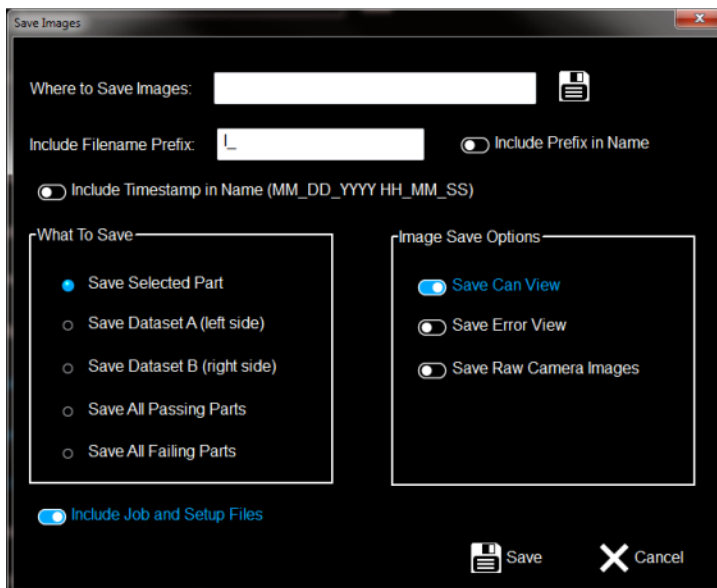 Save Images
x
Where to Save Images:
Include Filename Prefix:
I_
Include Prefix in Name
Include Timestamp in Name (MM_DD_YYYY HH_MM_SS)
What To Save
Save Selected Part
Save Dataset A (left side)
Save Dataset B (right side)
Save All Passing Parts
Save All Failing Parts
Image Save Options
Save Can View
Save Error View
Save Raw Camera Images
Include Job and Setup Files
Save
Cancel